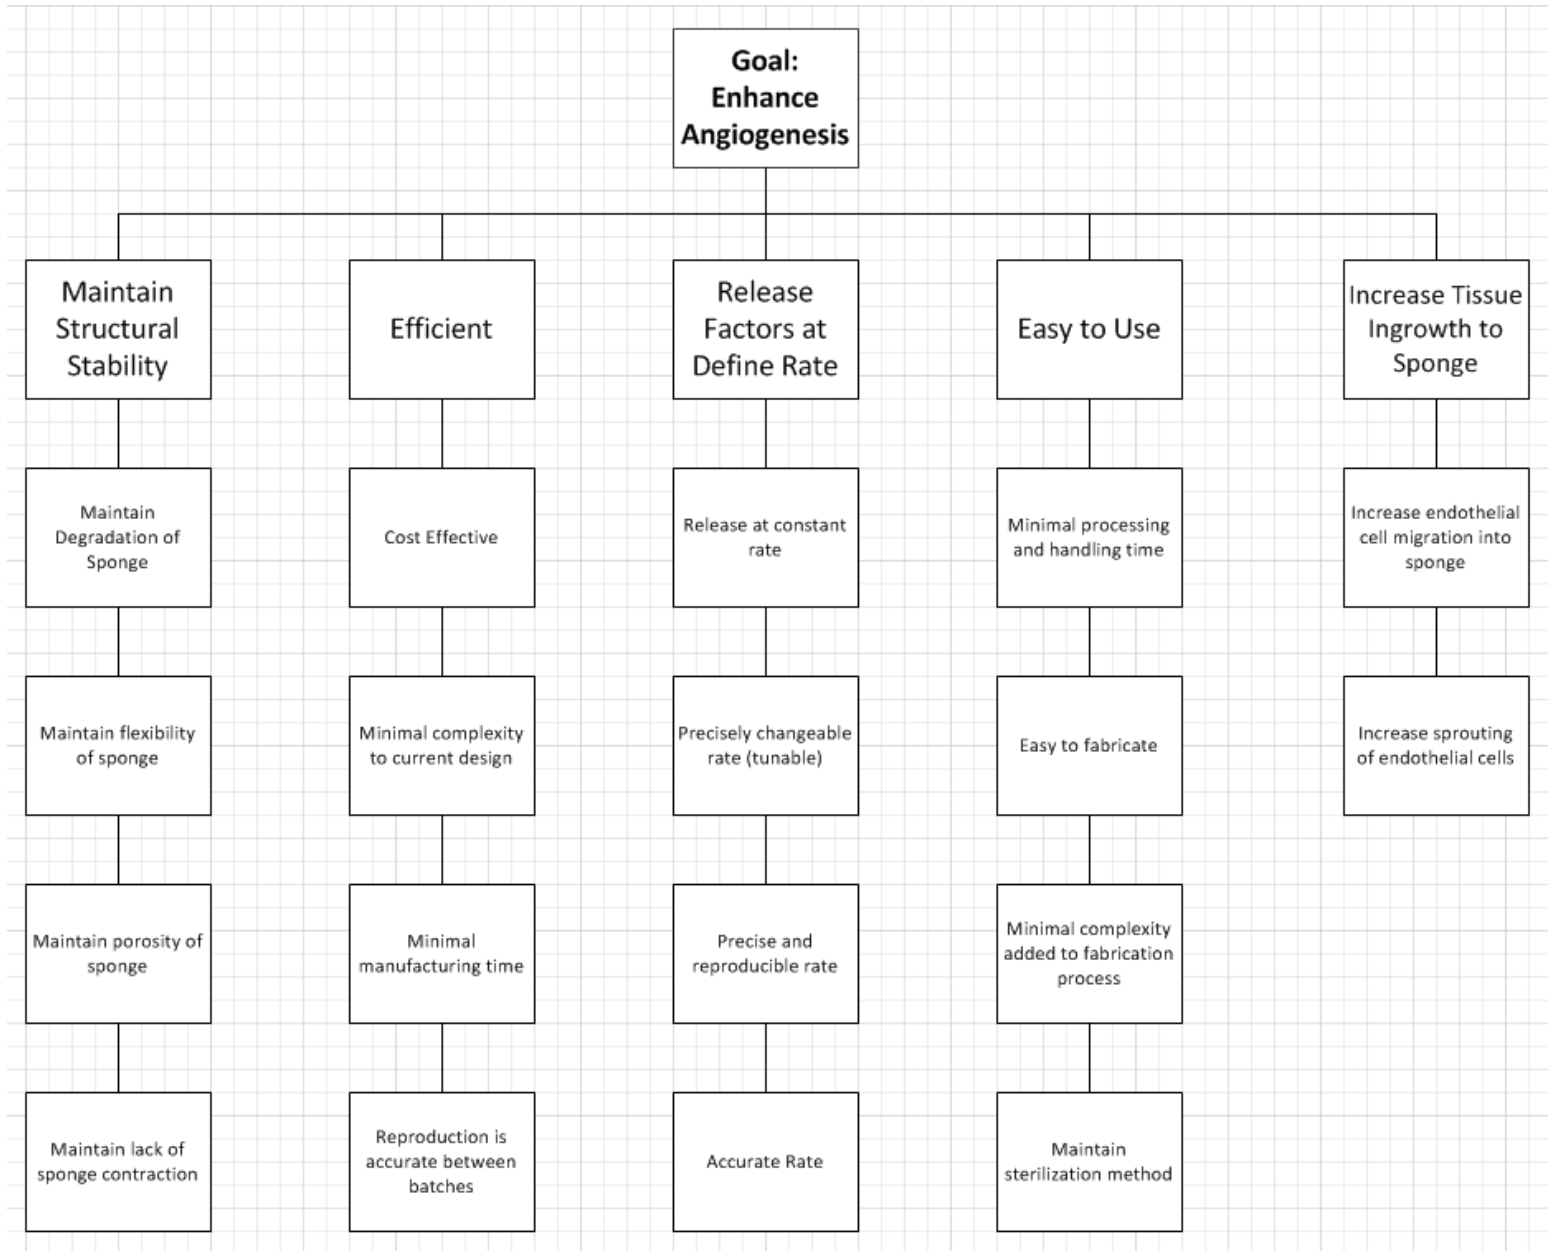 Goal:
Enhance
Angiogenesis
Maintain
Structural
Stability
Efficient
Release
Factors at
Define Rate
Easy to Use
Increase Tissue
Ingrowth to
Sponge
Maintain
Degradation of
Sponge
Cost Effective
Release at constant
rate
Minimal processing
and handling time
Increase endothelial
cell migration into
sponge
Maintain flexibility
of sponge
Minimal complexity
to current design
Precisely changeable
rate (tunable)
Easy to fabricate
Increase sprouting
of endothelial cells
Maintain porosity of
sponge
Minimal
manufacturing time
Precise and
reproducible rate
Minimal complexity
added to fabrication
process
Maintain lack of
sponge contraction
Reproduction is
accurate between
batches
Accurate Rate
Maintain
sterilization method